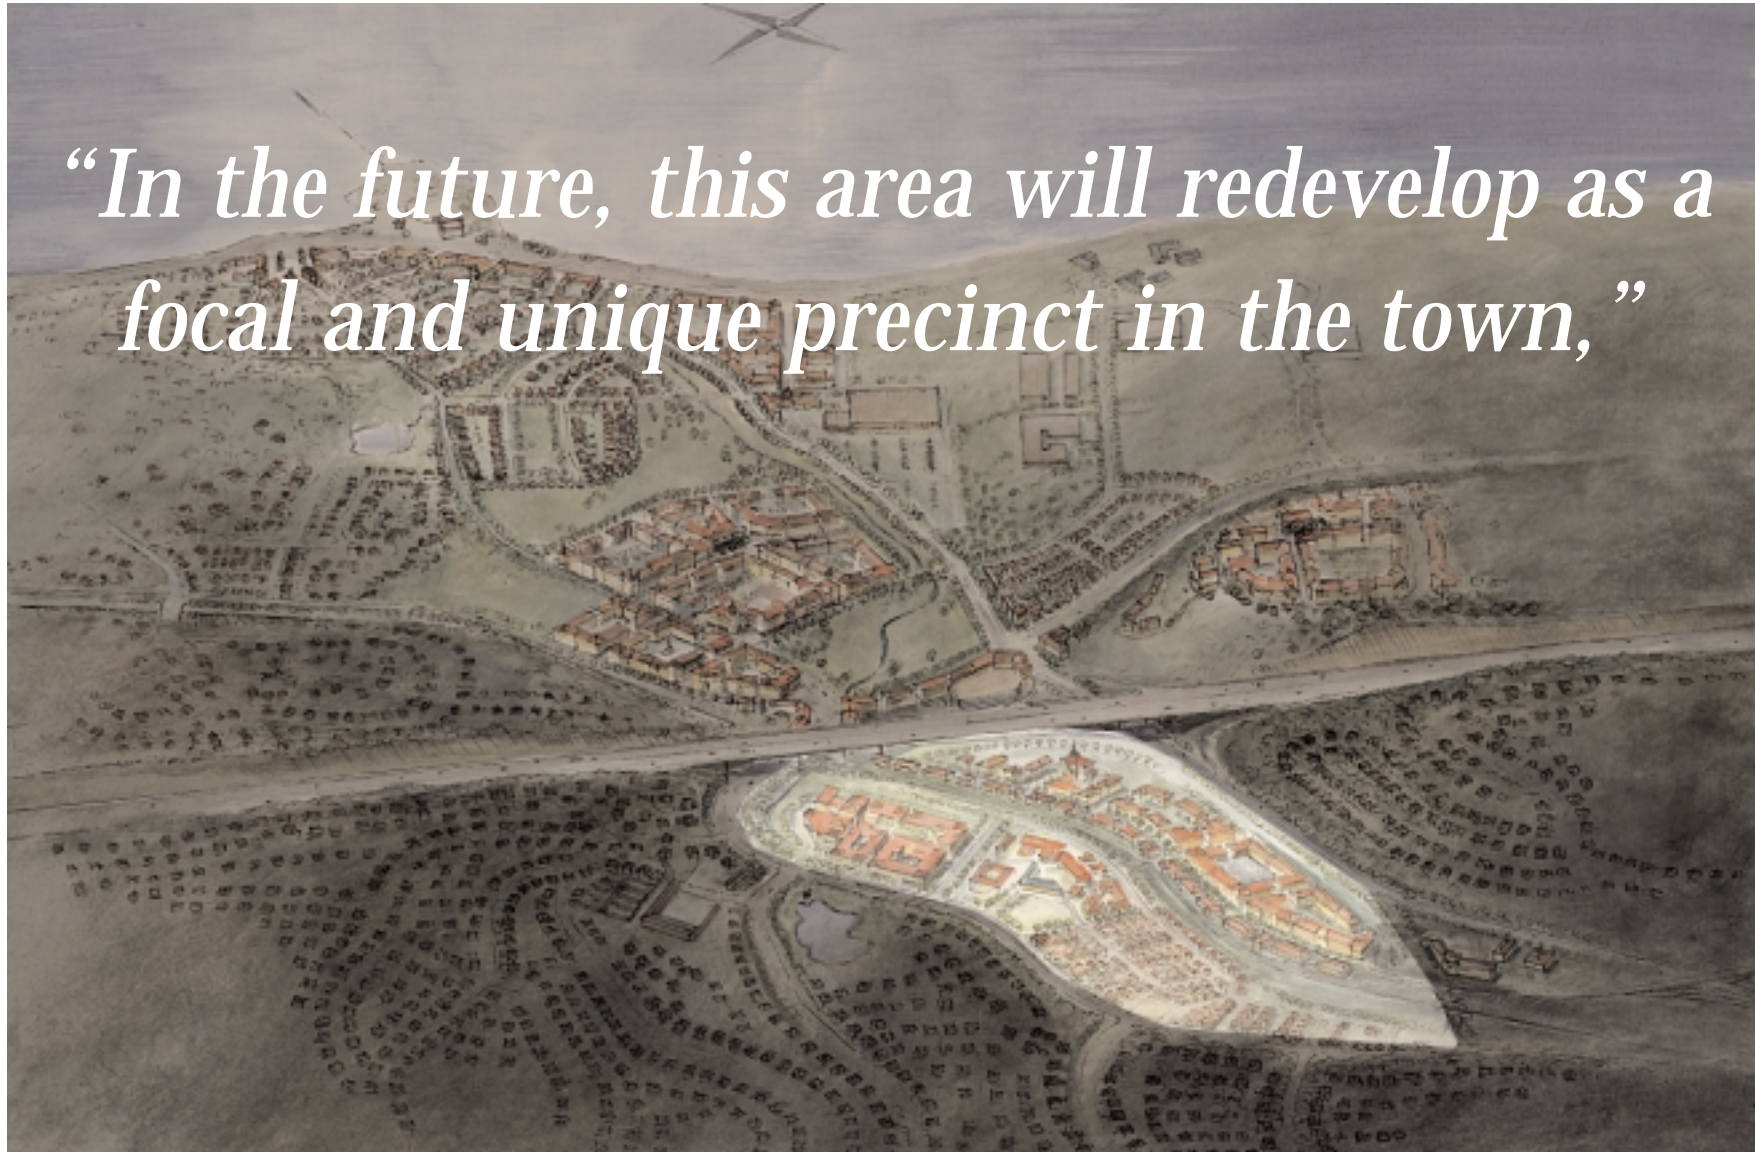 “In the future, this area will redevelop as a
focal and unique precinct in the town,”